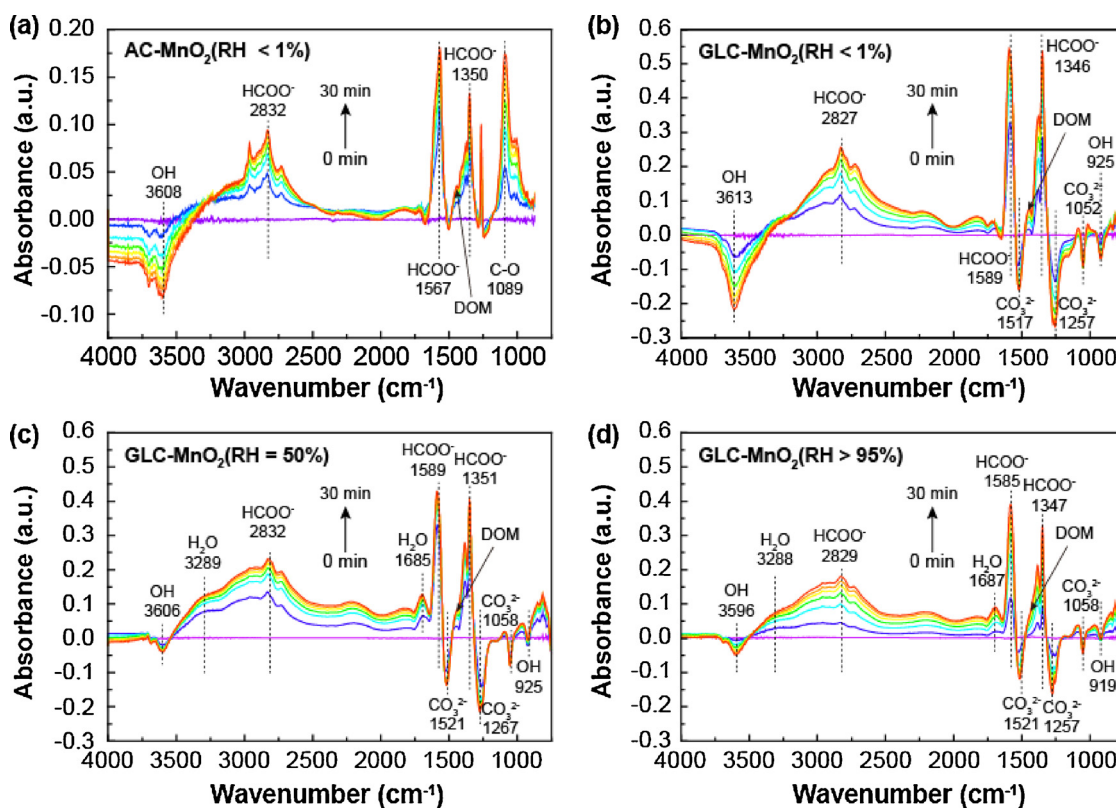 (a)
AC-MnO₂(RH < 1%)
HCOO⁻
1350
HCOO⁻
2832
30 min
0 min
OH
3608
HCOO⁻
1567
DOM
C-O
1089
0.20
0.15
0.10
0.05
0.00
-0.05
-0.10
Absorbance (a.u.)
4000 3500 3000 2500 2000 1500 1000
Wavenumber (cm⁻¹)
(b)
GLC-MnO₂(RH < 1%)
HCOO⁻
1346
HCOO⁻
2827
30 min
0 min
DOM
OH
925
OH
3613
CO₃²⁻
1052
HCOO⁻
1589
CO₃²⁻
1517
CO₃²⁻
1257
0.6
0.5
0.4
0.3
0.2
0.1
0.0
-0.1
-0.2
0.3
Absorbance (a.u.)
4000 3500 3000 2500 2000 1500 1000
Wavenumber (cm⁻¹)
(c)
GLC-MnO₂(RH = 50%)
HCOO⁻
1589
HCOO⁻
1351
30 min
0 min
HCOO⁻
2832
H₂O
3289
H₂O
1685
DOM
OH
3606
CO₃²⁻
1058
OH
925
CO₃²⁻
1521
CO₃²⁻
1267
0.6
0.5
0.4
0.3
0.2
0.1
0.0
-0.1
-0.2
-0.3
Absorbance (a.u.)
4000 3500 3000 2500 2000 1500 1000
Wavenumber (cm⁻¹)
(d)
GLC-MnO₂(RH > 95%)
HCOO⁻
1585
HCOO⁻
1347
30 min
0 min
DOM
H₂O
3288
HCOO⁻
2829
H₂O
1687
CO₃²⁻
1058
OH
3596
OH
919
CO₃²⁻
1521
CO₃²⁻
1257
0.6
0.5
0.4
0.3
0.2
0.1
0.0
-0.1
-0.2
-0.3
Absorbance (a.u.)
4000 3500 3000 2500 2000 1500 1000
Wavenumber (cm⁻¹)